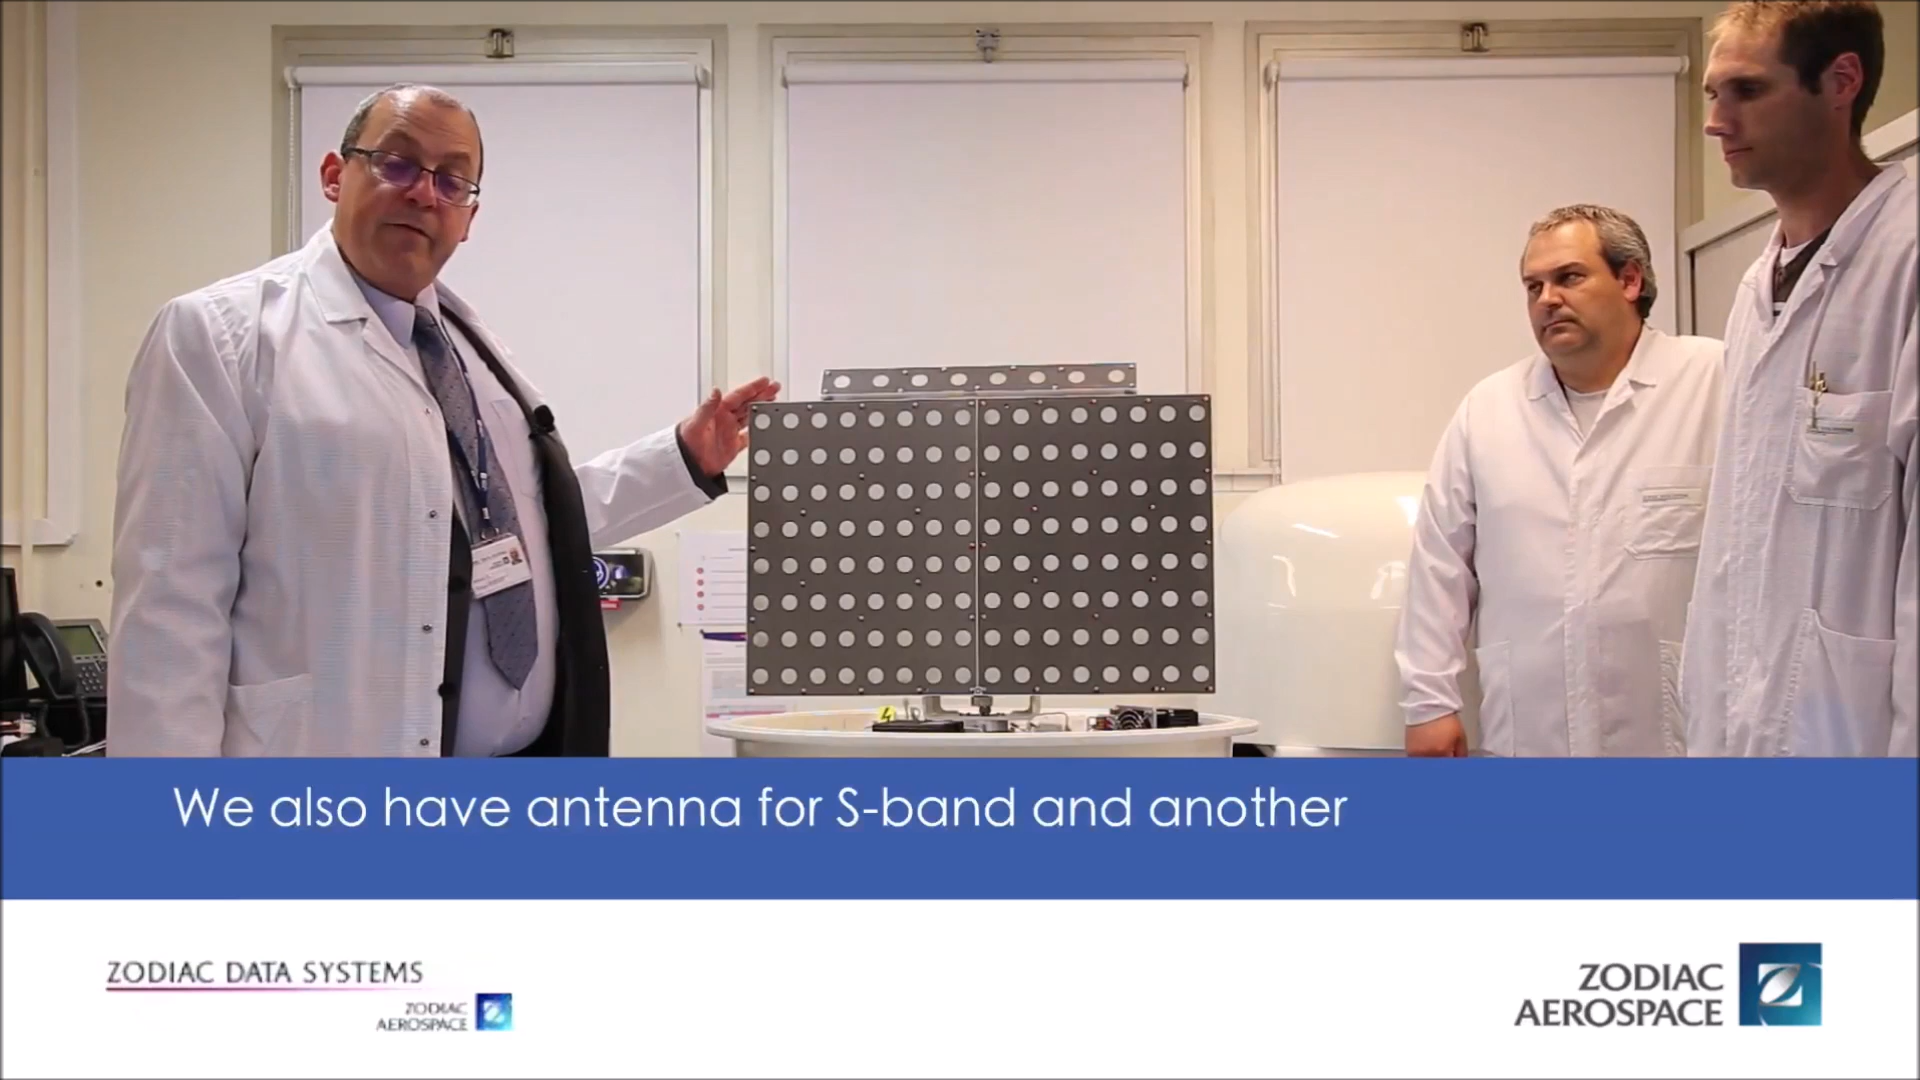 We also have antenna for S-band and another
ZODIAC DATA SYSTEMS
ZODIAC
AEROSPACE
ZODIAC
AEROSPACE